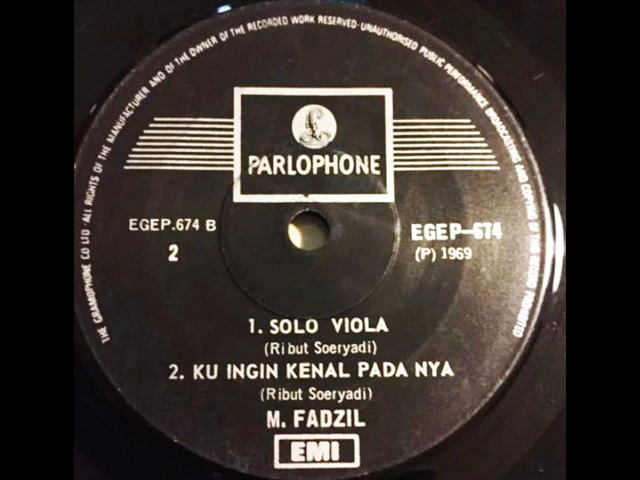 THE GRAMOPHONE CO LTD · ALL RIGHTS OF THE MANUFACTURER AND OF THE OWNER OF THE RECORDED WORK RESERVED · UNAUTHORISED PUBLIC PERFORMANCE BROADCASTING AND COPYING OF THIS RECORD PROHIBITED
£
PARLOPHONE
EGEP.674 B
EGEP-674
2
(P) 1969
1. SOLO VIOLA
(Ribut Soeryadi)
2. KU INGIN KENAL PADA NYA
(Ribut Soeryadi)
M. FADZIL
EMI